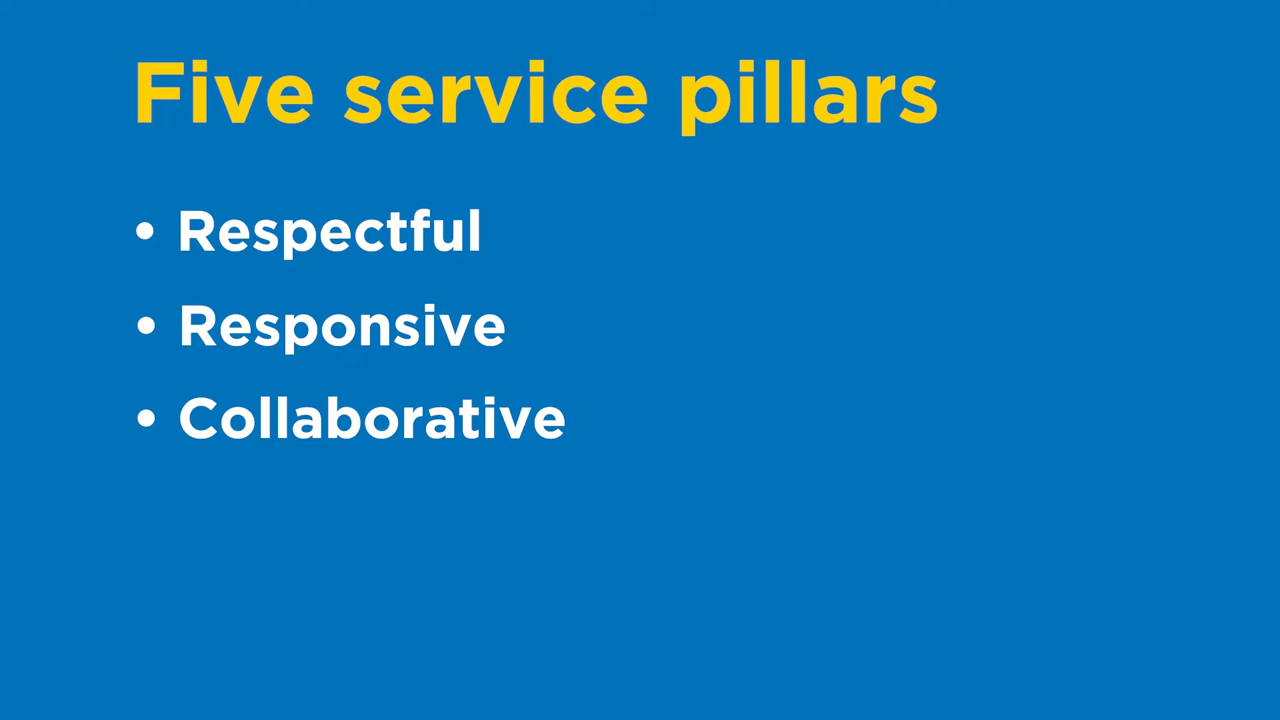 Five service pillars
• Respectful
• Responsive
• Collaborative